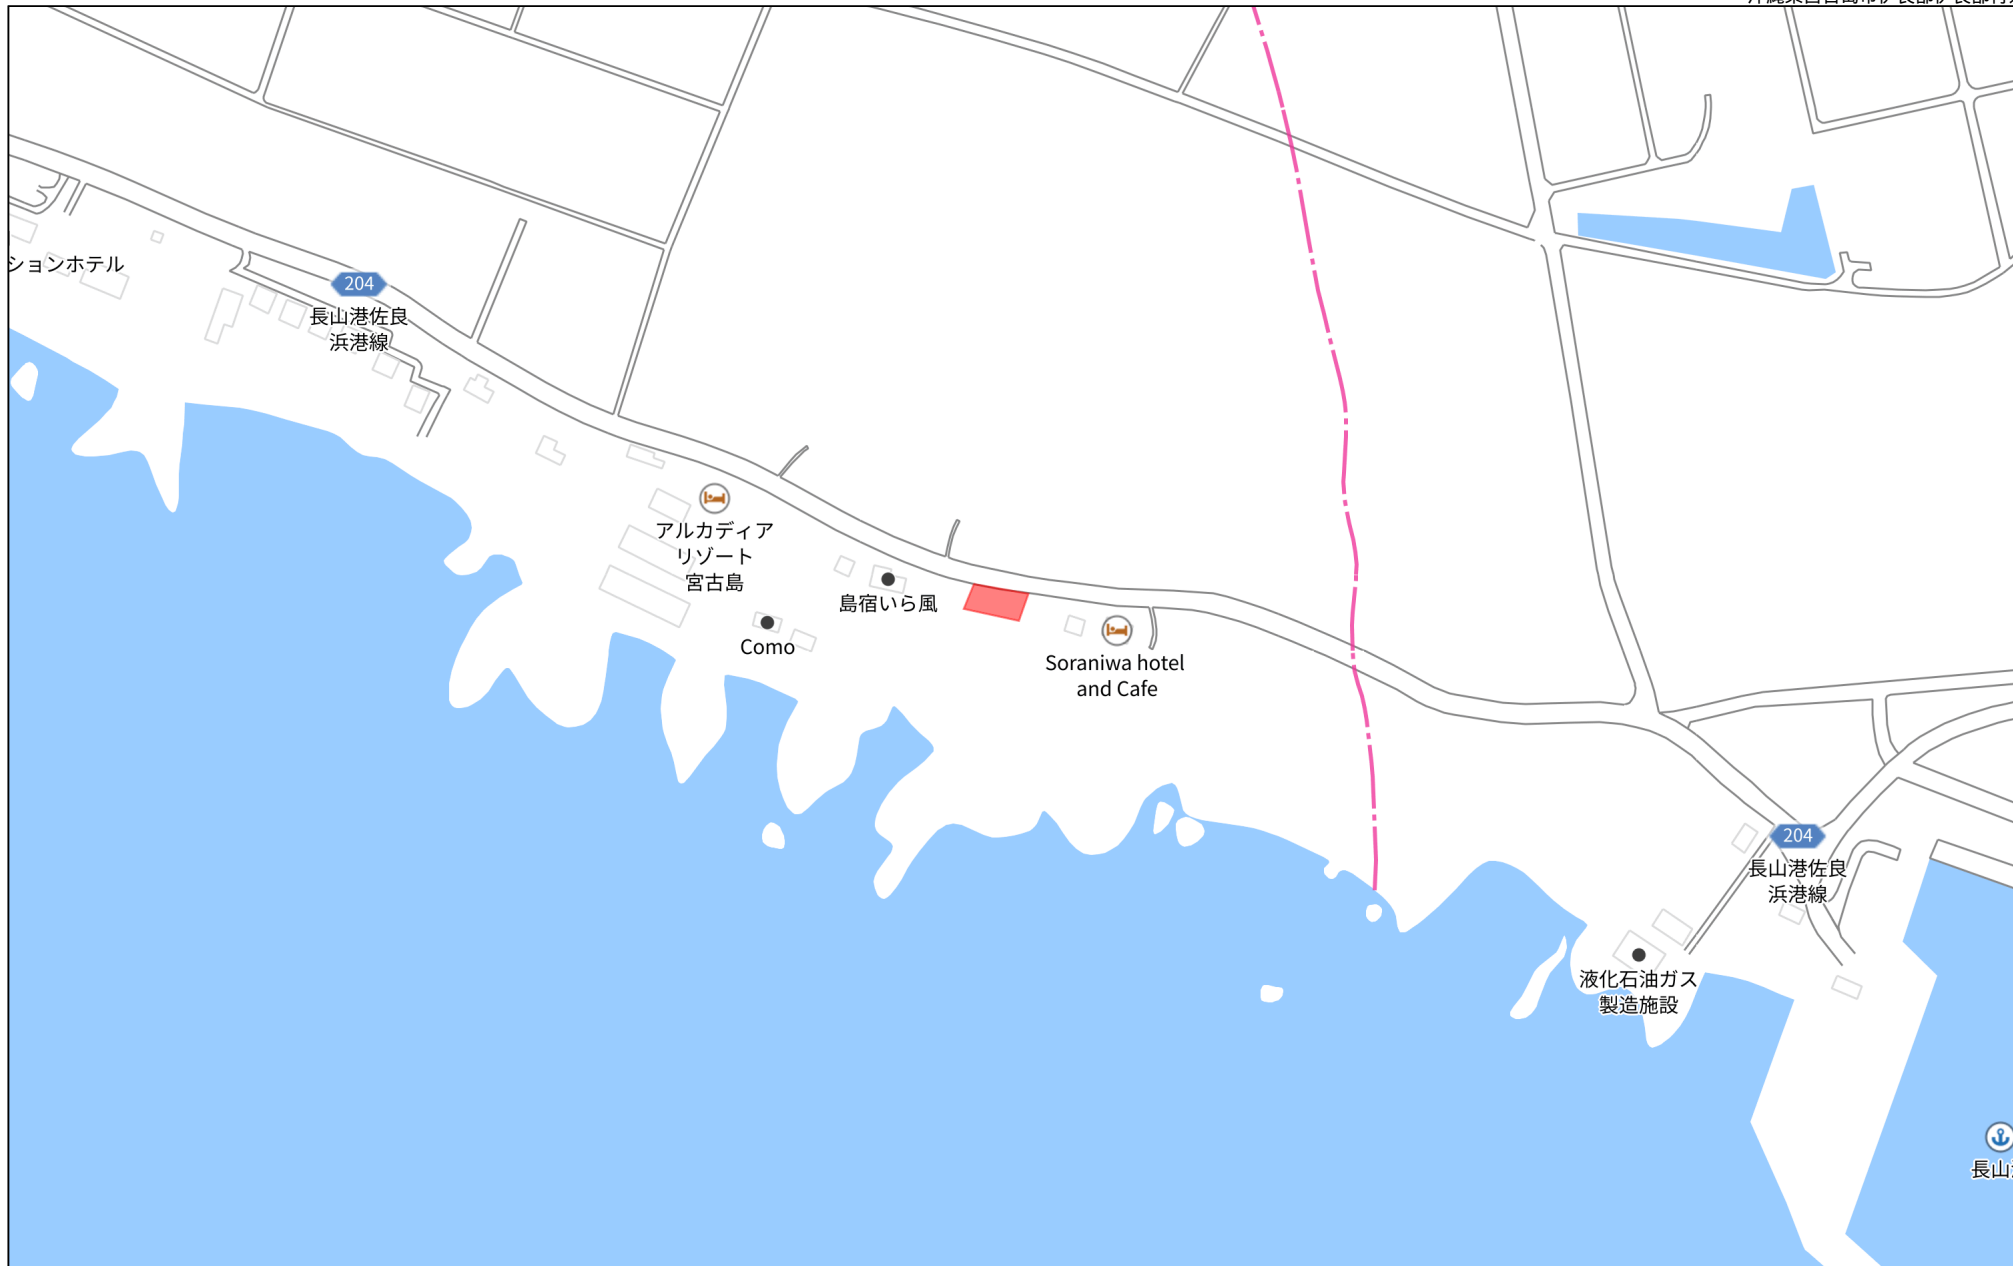 ションホテル
204
長山港佐良
浜港線
アルカディア
リゾート
宮古島
島宿いら風
Como
Soraniwa hotel
and Cafe
204
長山港佐良
浜港線
液化石油ガス
製造施設
長山